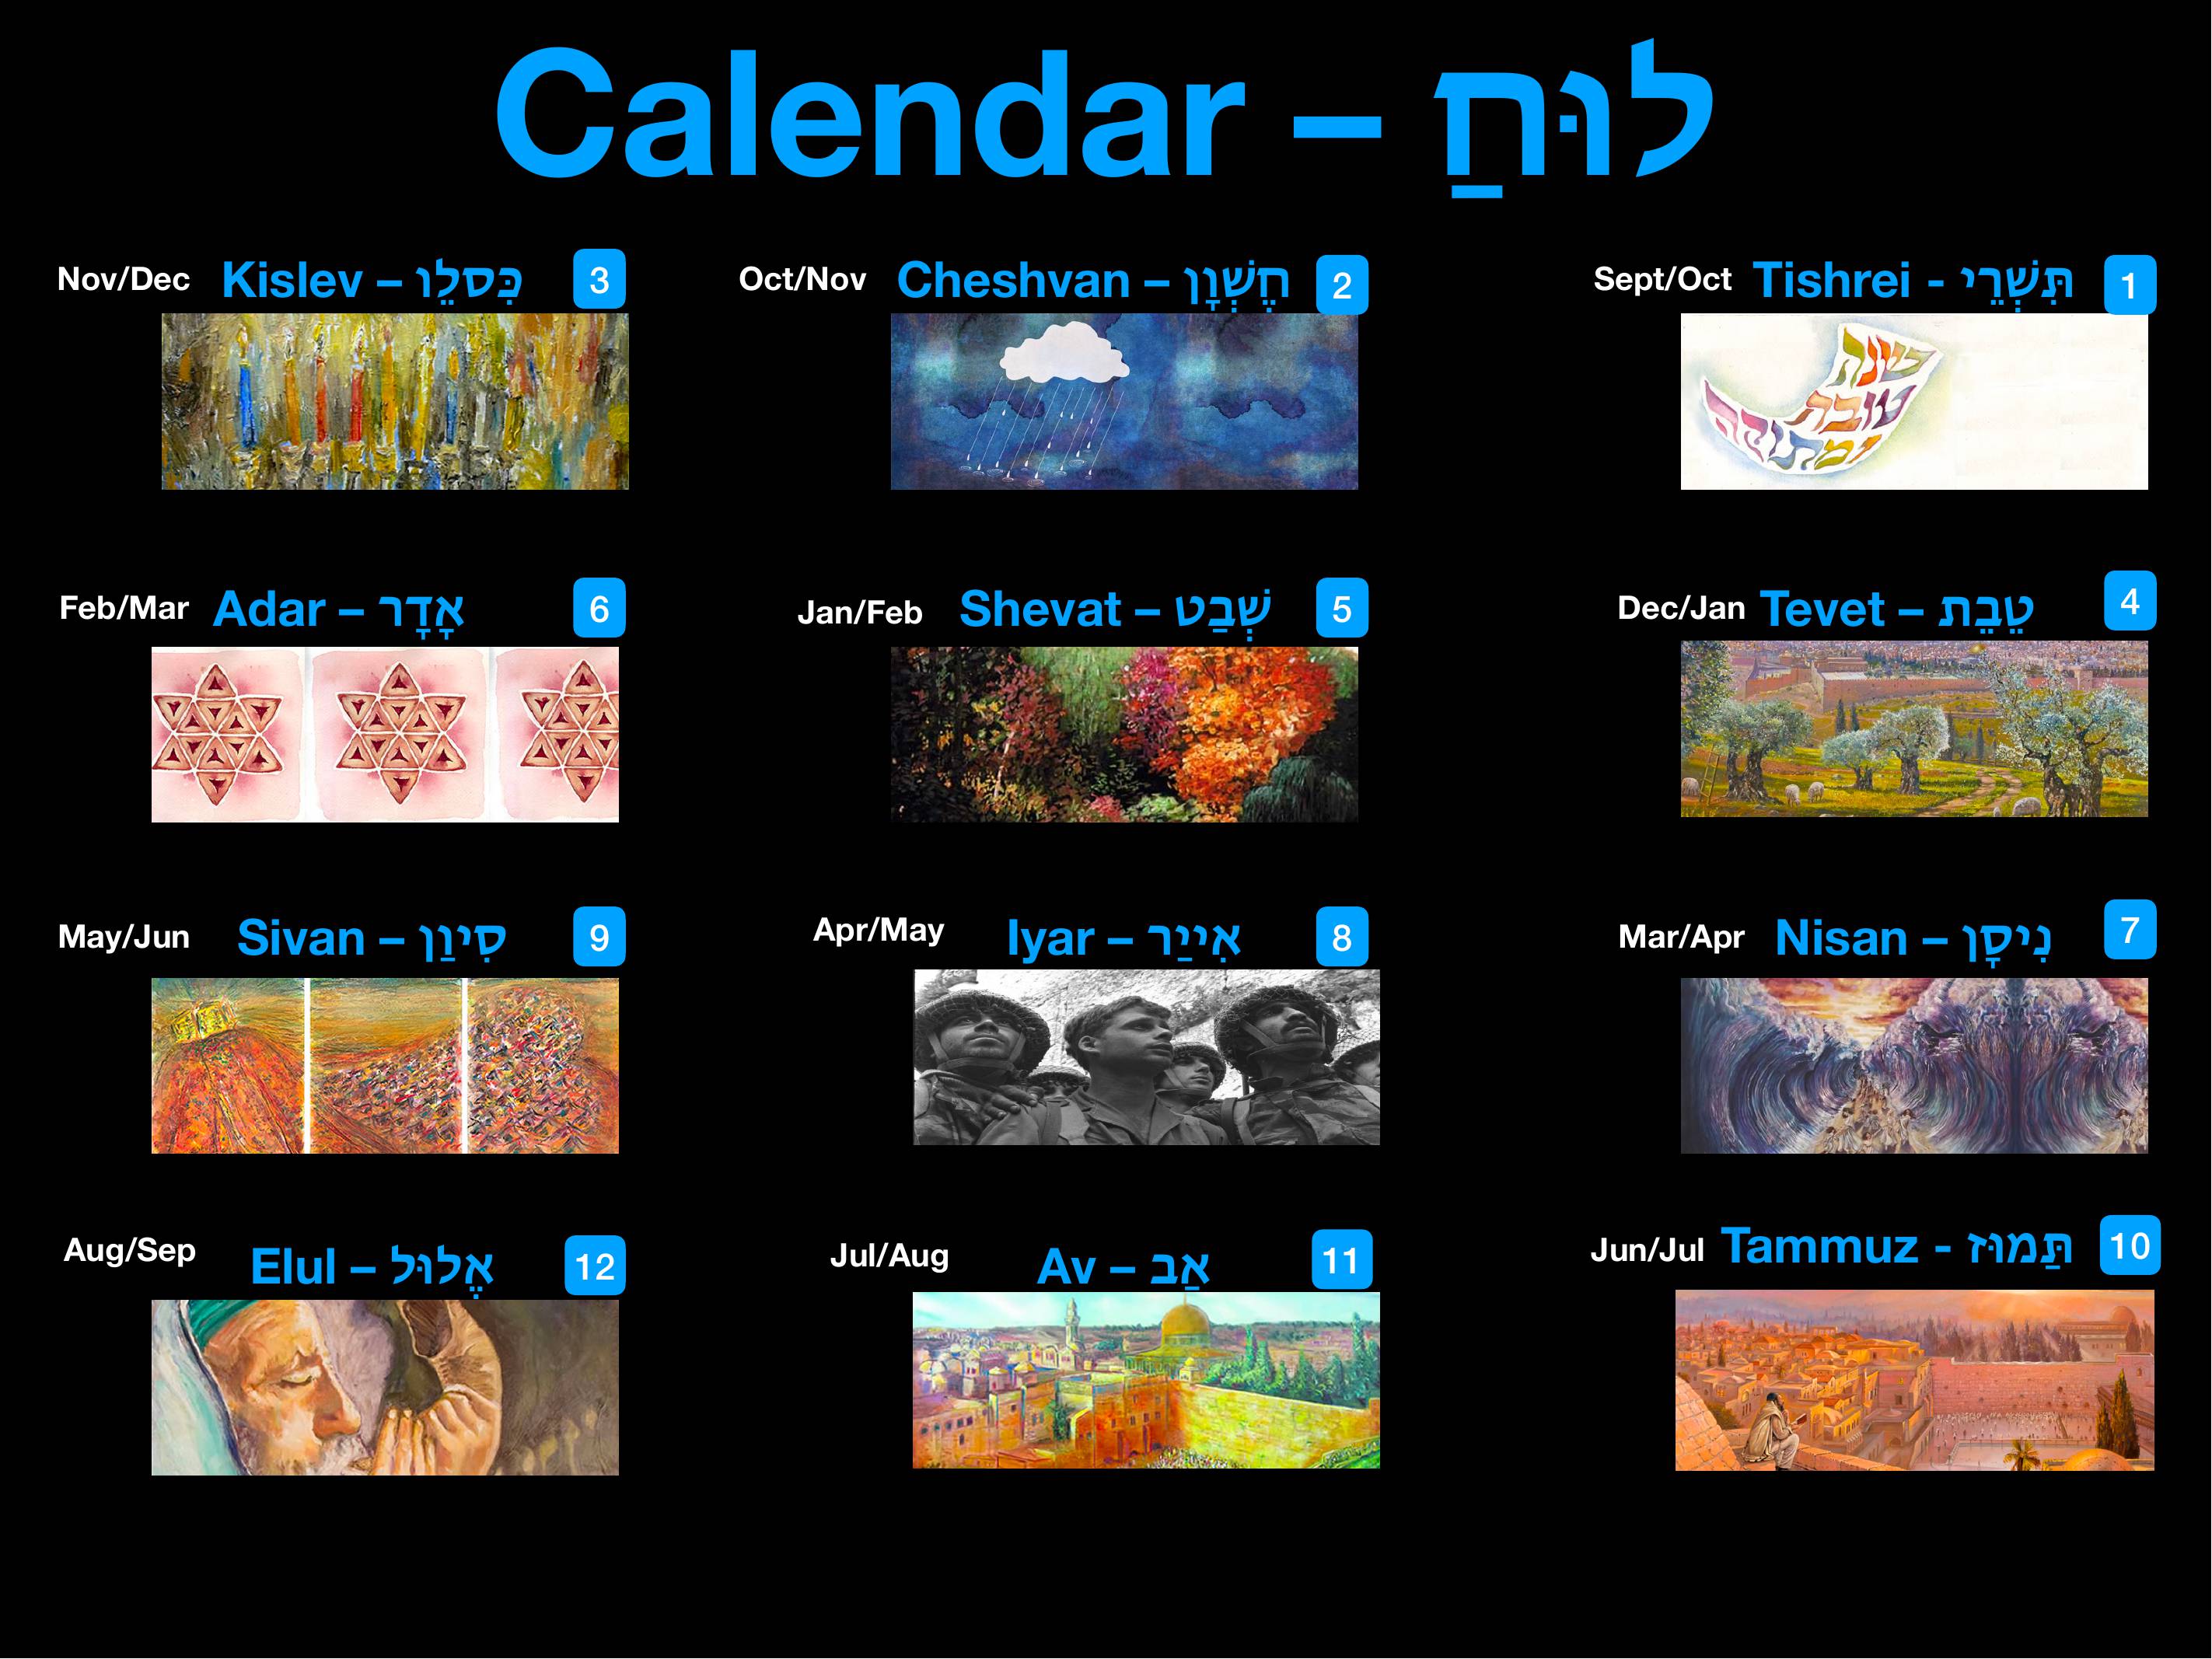 Calendar – לוּחַ
Sept/Oct Tishrei - תִּשְׁרֵי 1
שנה
טובה
ומתוקה
Oct/Nov Cheshvan – חֶשְׁוָן 2
Nov/Dec Kislev – כִּסלֵו 3
Dec/Jan Tevet – טֵבֵת 4
Jan/Feb Shevat – שְׁבַט 5
Feb/Mar Adar – אָדָר 6
Mar/Apr Nisan – נִיסָן 7
Apr/May Iyar – אִייַר 8
May/Jun Sivan – סִיוַן 9
Jun/Jul Tammuz - תַּמוּז 10
Jul/Aug Av – אַב 11
Aug/Sep Elul – אֱלוּל 12